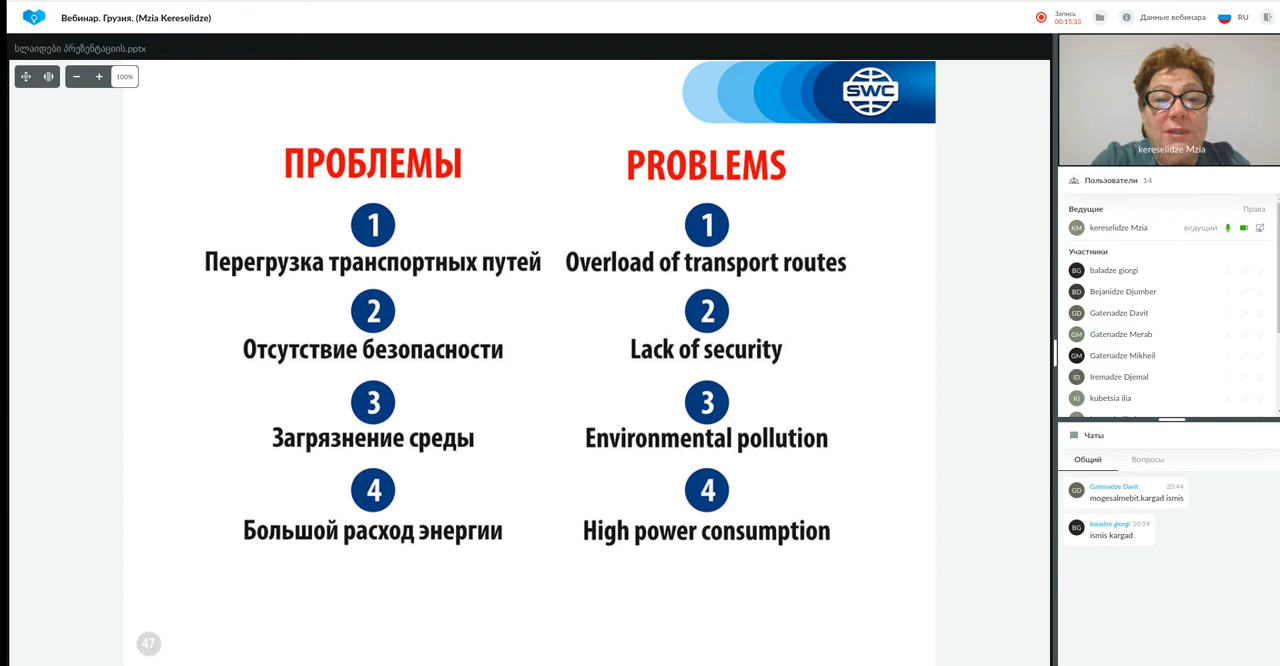 Вебинар. Грузия. (Mzia Kereselidze)
Запись
00:15:33
Данные вебинара
RU
სლაიდები პრეზენტაციის.pptx
100%
SWC
ПРОБЛЕМЫ
1
Перегрузка транспортных путей
2
Отсутствие безопасности
3
Загрязнение среды
4
Большой расход энергии
PROBLEMS
1
Overload of transport routes
2
Lack of security
3
Environmental pollution
4
High power consumption
47
kereselidze Mzia
Пользователи 14
Ведущие Права
KM kereselidze Mzia ведущий
Участники
BG baladze giorgi
BD Bejanidze Djumber
GD Gatenadze Davit
GM Gatenadze Merab
GM Gatenadze Mikheil
ID Iremadze Djemal
KI kubetsia ilia
Чаты
Общий Вопросы
GD Gatenadze Davit 20:44
mogesalmebit.kargad ismis
BG baladze giorgi 20:59
ismis kargad